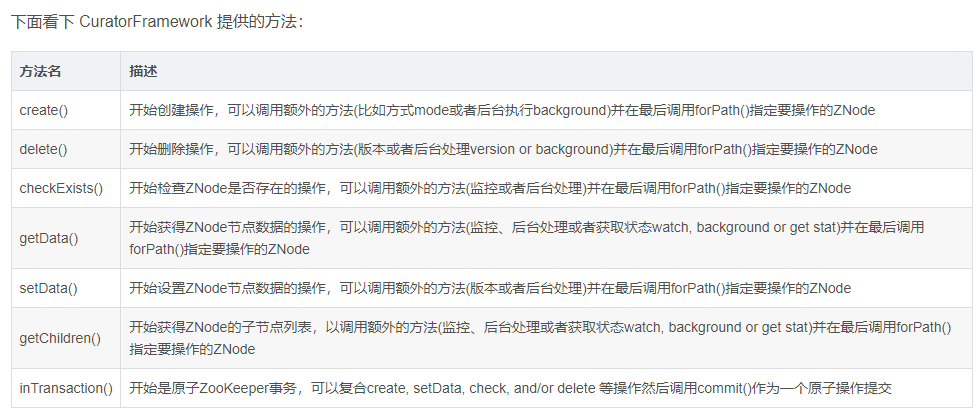 下面看下 CuratorFramework 提供的方法：
方法名 描述
create() 开始创建操作，可以调用额外的方法(比如方式mode或者后台执行background)并在最后调用forPath()指定要操作的ZNode
delete() 开始删除操作，可以调用额外的方法(版本或者后台处理version or background)并在最后调用forPath()指定要操作的ZNode
checkExists() 开始检查ZNode是否存在的操作，可以调用额外的方法(监控或者后台处理)并在最后调用forPath()指定要操作的ZNode
getData() 开始获得ZNode节点数据的操作，可以调用额外的方法(监控、后台处理或者获取状态watch, background or get stat)并在最后调用
forPath()指定要操作的ZNode
setData() 开始设置ZNode节点数据的操作，可以调用额外的方法(版本或者后台处理)并在最后调用forPath()指定要操作的ZNode
getChildren() 开始获得ZNode的子节点列表，以调用额外的方法(监控、后台处理或者获取状态watch, background or get stat)并在最后调用forPath()
指定要操作的ZNode
inTransaction() 开始是原子ZooKeeper事务，可以复合create, setData, check, and/or delete 等操作然后调用commit()作为一个原子操作提交